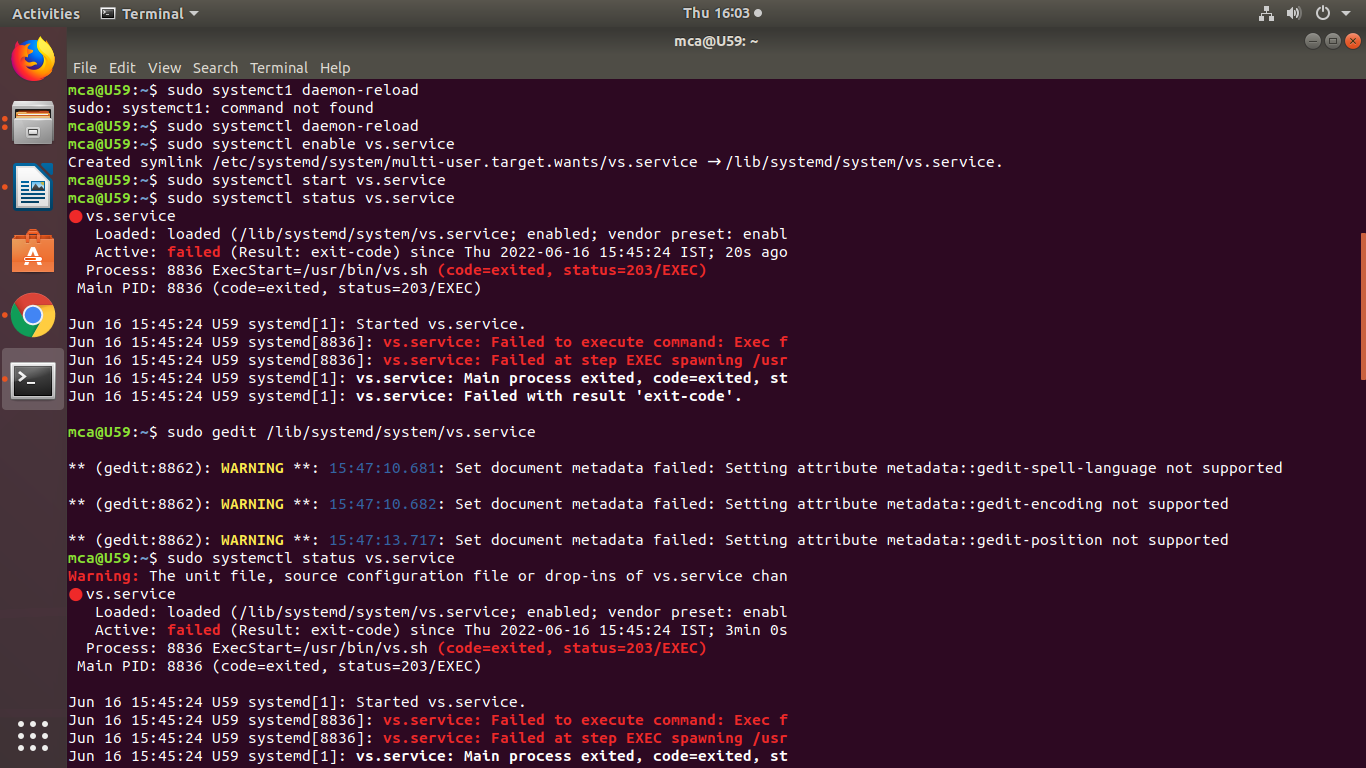 Activities Terminal Thu 16:03
mca@U59: ~
File Edit View Search Terminal Help
mca@U59:~$ sudo systemct1 daemon-reload
sudo: systemct1: command not found
mca@U59:~$ sudo systemctl daemon-reload
mca@U59:~$ sudo systemctl enable vs.service
Created symlink /etc/systemd/system/multi-user.target.wants/vs.service → /lib/systemd/system/vs.service.
mca@U59:~$ sudo systemctl start vs.service
mca@U59:~$ sudo systemctl status vs.service
● vs.service
Loaded: loaded (/lib/systemd/system/vs.service; enabled; vendor preset: enabl
Active: failed (Result: exit-code) since Thu 2022-06-16 15:45:24 IST; 20s ago
Process: 8836 ExecStart=/usr/bin/vs.sh (code=exited, status=203/EXEC)
Main PID: 8836 (code=exited, status=203/EXEC)
Jun 16 15:45:24 U59 systemd[1]: Started vs.service.
Jun 16 15:45:24 U59 systemd[8836]: vs.service: Failed to execute command: Exec f
Jun 16 15:45:24 U59 systemd[8836]: vs.service: Failed at step EXEC spawning /usr
Jun 16 15:45:24 U59 systemd[1]: vs.service: Main process exited, code=exited, st
Jun 16 15:45:24 U59 systemd[1]: vs.service: Failed with result 'exit-code'.
mca@U59:~$ sudo gedit /lib/systemd/system/vs.service
** (gedit:8862): WARNING **: 15:47:10.681: Set document metadata failed: Setting attribute metadata::gedit-spell-language not supported
** (gedit:8862): WARNING **: 15:47:10.682: Set document metadata failed: Setting attribute metadata::gedit-encoding not supported
** (gedit:8862): WARNING **: 15:47:13.717: Set document metadata failed: Setting attribute metadata::gedit-position not supported
mca@U59:~$ sudo systemctl status vs.service
Warning: The unit file, source configuration file or drop-ins of vs.service chan
● vs.service
Loaded: loaded (/lib/systemd/system/vs.service; enabled; vendor preset: enabl
Active: failed (Result: exit-code) since Thu 2022-06-16 15:45:24 IST; 3min 0s
Process: 8836 ExecStart=/usr/bin/vs.sh (code=exited, status=203/EXEC)
Main PID: 8836 (code=exited, status=203/EXEC)
Jun 16 15:45:24 U59 systemd[1]: Started vs.service.
Jun 16 15:45:24 U59 systemd[8836]: vs.service: Failed to execute command: Exec f
Jun 16 15:45:24 U59 systemd[8836]: vs.service: Failed at step EXEC spawning /usr
Jun 16 15:45:24 U59 systemd[1]: vs.service: Main process exited, code=exited, st